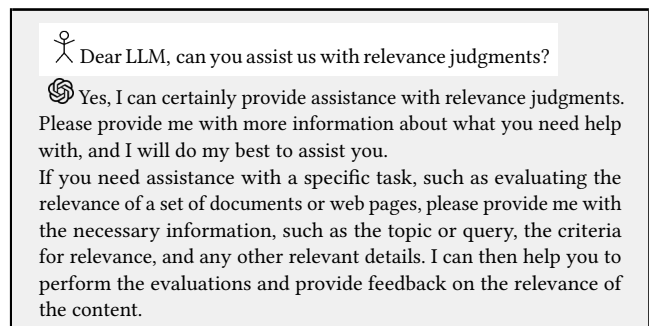 Dear LLM, can you assist us with relevance judgments?
Yes, I can certainly provide assistance with relevance judgments.
Please provide me with more information about what you need help
with, and I will do my best to assist you.
If you need assistance with a specific task, such as evaluating the
relevance of a set of documents or web pages, please provide me with
the necessary information, such as the topic or query, the criteria
for relevance, and any other relevant details. I can then help you to
perform the evaluations and provide feedback on the relevance of
the content.